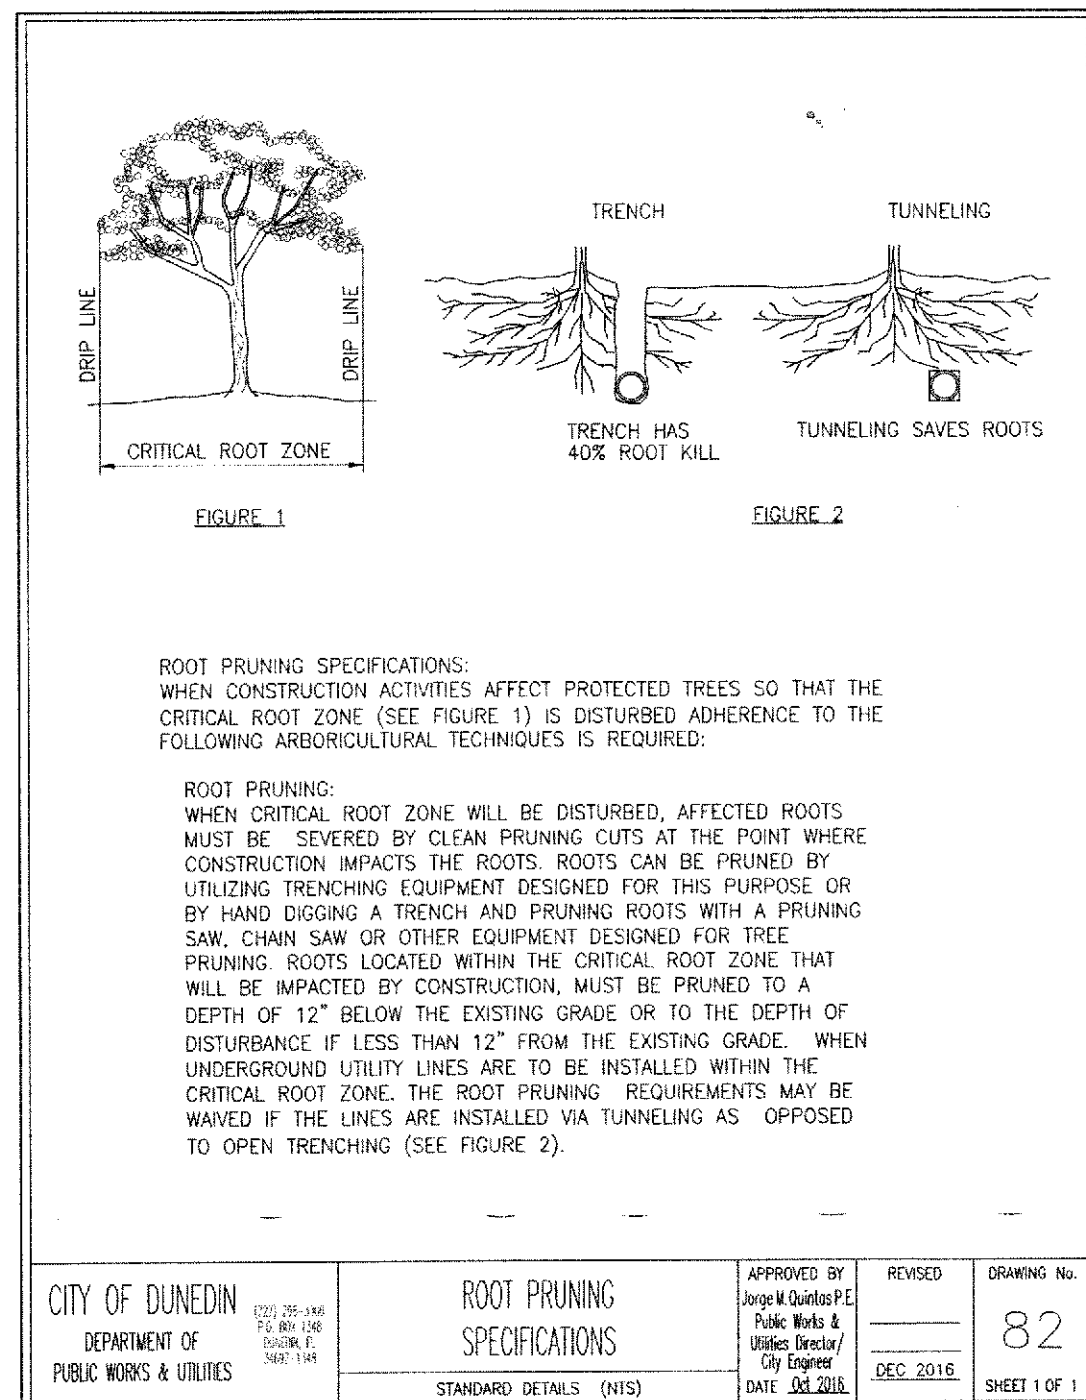 TRENCH
TUNNELING
DRIP LINE
DRIP LINE
CRITICAL ROOT ZONE
TRENCH HAS
40% ROOT KILL
TUNNELING SAVES ROOTS
FIGURE 1
FIGURE 2
ROOT PRUNING SPECIFICATIONS:
WHEN CONSTRUCTION ACTIVITIES AFFECT PROTECTED TREES SO THAT THE
CRITICAL ROOT ZONE (SEE FIGURE 1) IS DISTURBED ADHERENCE TO THE
FOLLOWING ARBORICULTURAL TECHNIQUES IS REQUIRED:
ROOT PRUNING:
WHEN CRITICAL ROOT ZONE WILL BE DISTURBED, AFFECTED ROOTS
MUST BE SEVERED BY CLEAN PRUNING CUTS AT THE POINT WHERE
CONSTRUCTION IMPACTS THE ROOTS. ROOTS CAN BE PRUNED BY
UTILIZING TRENCHING EQUIPMENT DESIGNED FOR THIS PURPOSE OR
BY HAND DIGGING A TRENCH AND PRUNING ROOTS WITH A PRUNING
SAW, CHAIN SAW OR OTHER EQUIPMENT DESIGNED FOR TREE
PRUNING. ROOTS LOCATED WITHIN THE CRITICAL ROOT ZONE THAT
WILL BE IMPACTED BY CONSTRUCTION, MUST BE PRUNED TO A
DEPTH OF 12" BELOW THE EXISTING GRADE OR TO THE DEPTH OF
DISTURBANCE IF LESS THAN 12" FROM THE EXISTING GRADE. WHEN
UNDERGROUND UTILITY LINES ARE TO BE INSTALLED WITHIN THE
CRITICAL ROOT ZONE, THE ROOT PRUNING REQUIREMENTS MAY BE
WAIVED IF THE LINES ARE INSTALLED VIA TUNNELING AS OPPOSED
TO OPEN TRENCHING (SEE FIGURE 2).
CITY OF DUNEDIN
DEPARTMENT OF
PUBLIC WORKS & UTILITIES
P.O. BOX 1348
DUNEDIN, FL
34697-1348
ROOT PRUNING
SPECIFICATIONS
STANDARD DETAILS (NTS)
APPROVED BY
Jorge M. Quintas P.E.
Public Works &
Utilities Director/
City Engineer
DATE Oct 2016
REVISED
DEC 2016
DRAWING No.
82
SHEET 1 OF 1